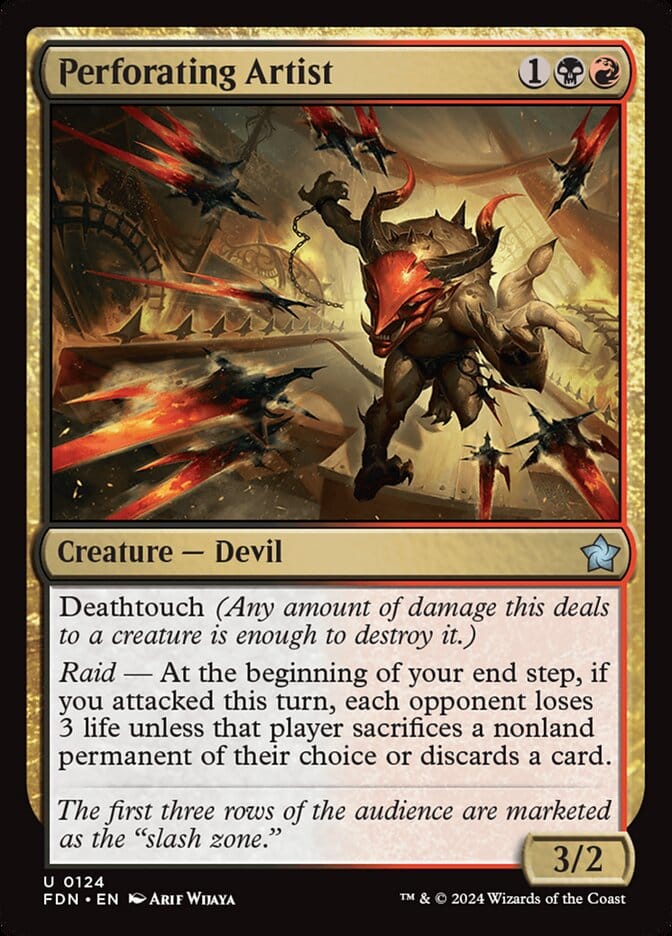 Perforating Artist 1
Creature — Devil
Deathtouch (Any amount of damage this deals
to a creature is enough to destroy it.)
Raid — At the beginning of your end step, if
you attacked this turn, each opponent loses
3 life unless that player sacrifices a nonland
permanent of their choice or discards a card.
The first three rows of the audience are marketed
as the “slash zone.”
3/2
U 0124
FDN • EN Arif Wijaya
™ & © 2024 Wizards of the Coast